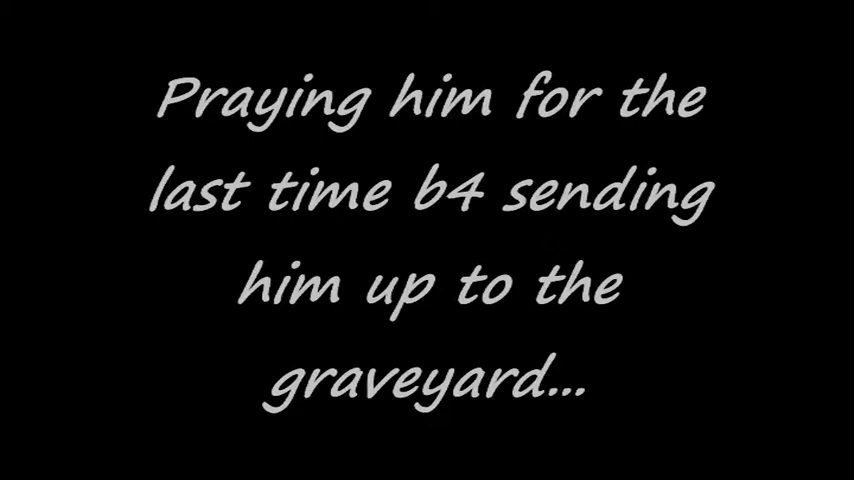 Praying him for the
last time b4 sending
him up to the
graveyard...